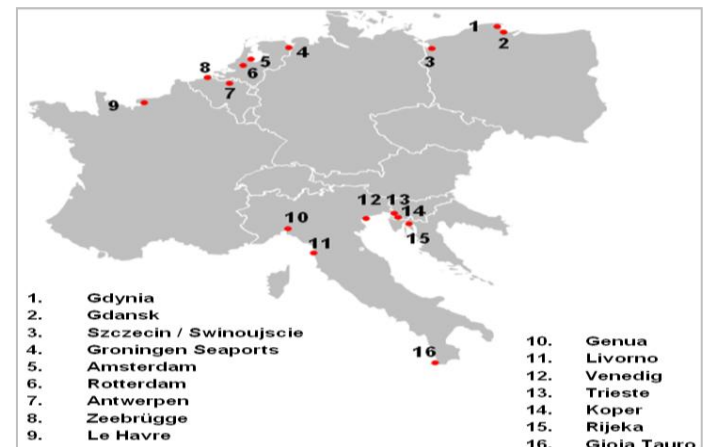 1
2
3
4
5
6
7
8
9
10
11
12 13
14
15
16
1. Gdynia
2. Gdansk
3. Szczecin / Swinoujscie
4. Groningen Seaports
5. Amsterdam
6. Rotterdam
7. Antwerpen
8. Zeebrügge
9. Le Havre
10. Genua
11. Livorno
12. Venedig
13. Trieste
14. Koper
15. Rijeka
16. Gioia Tauro